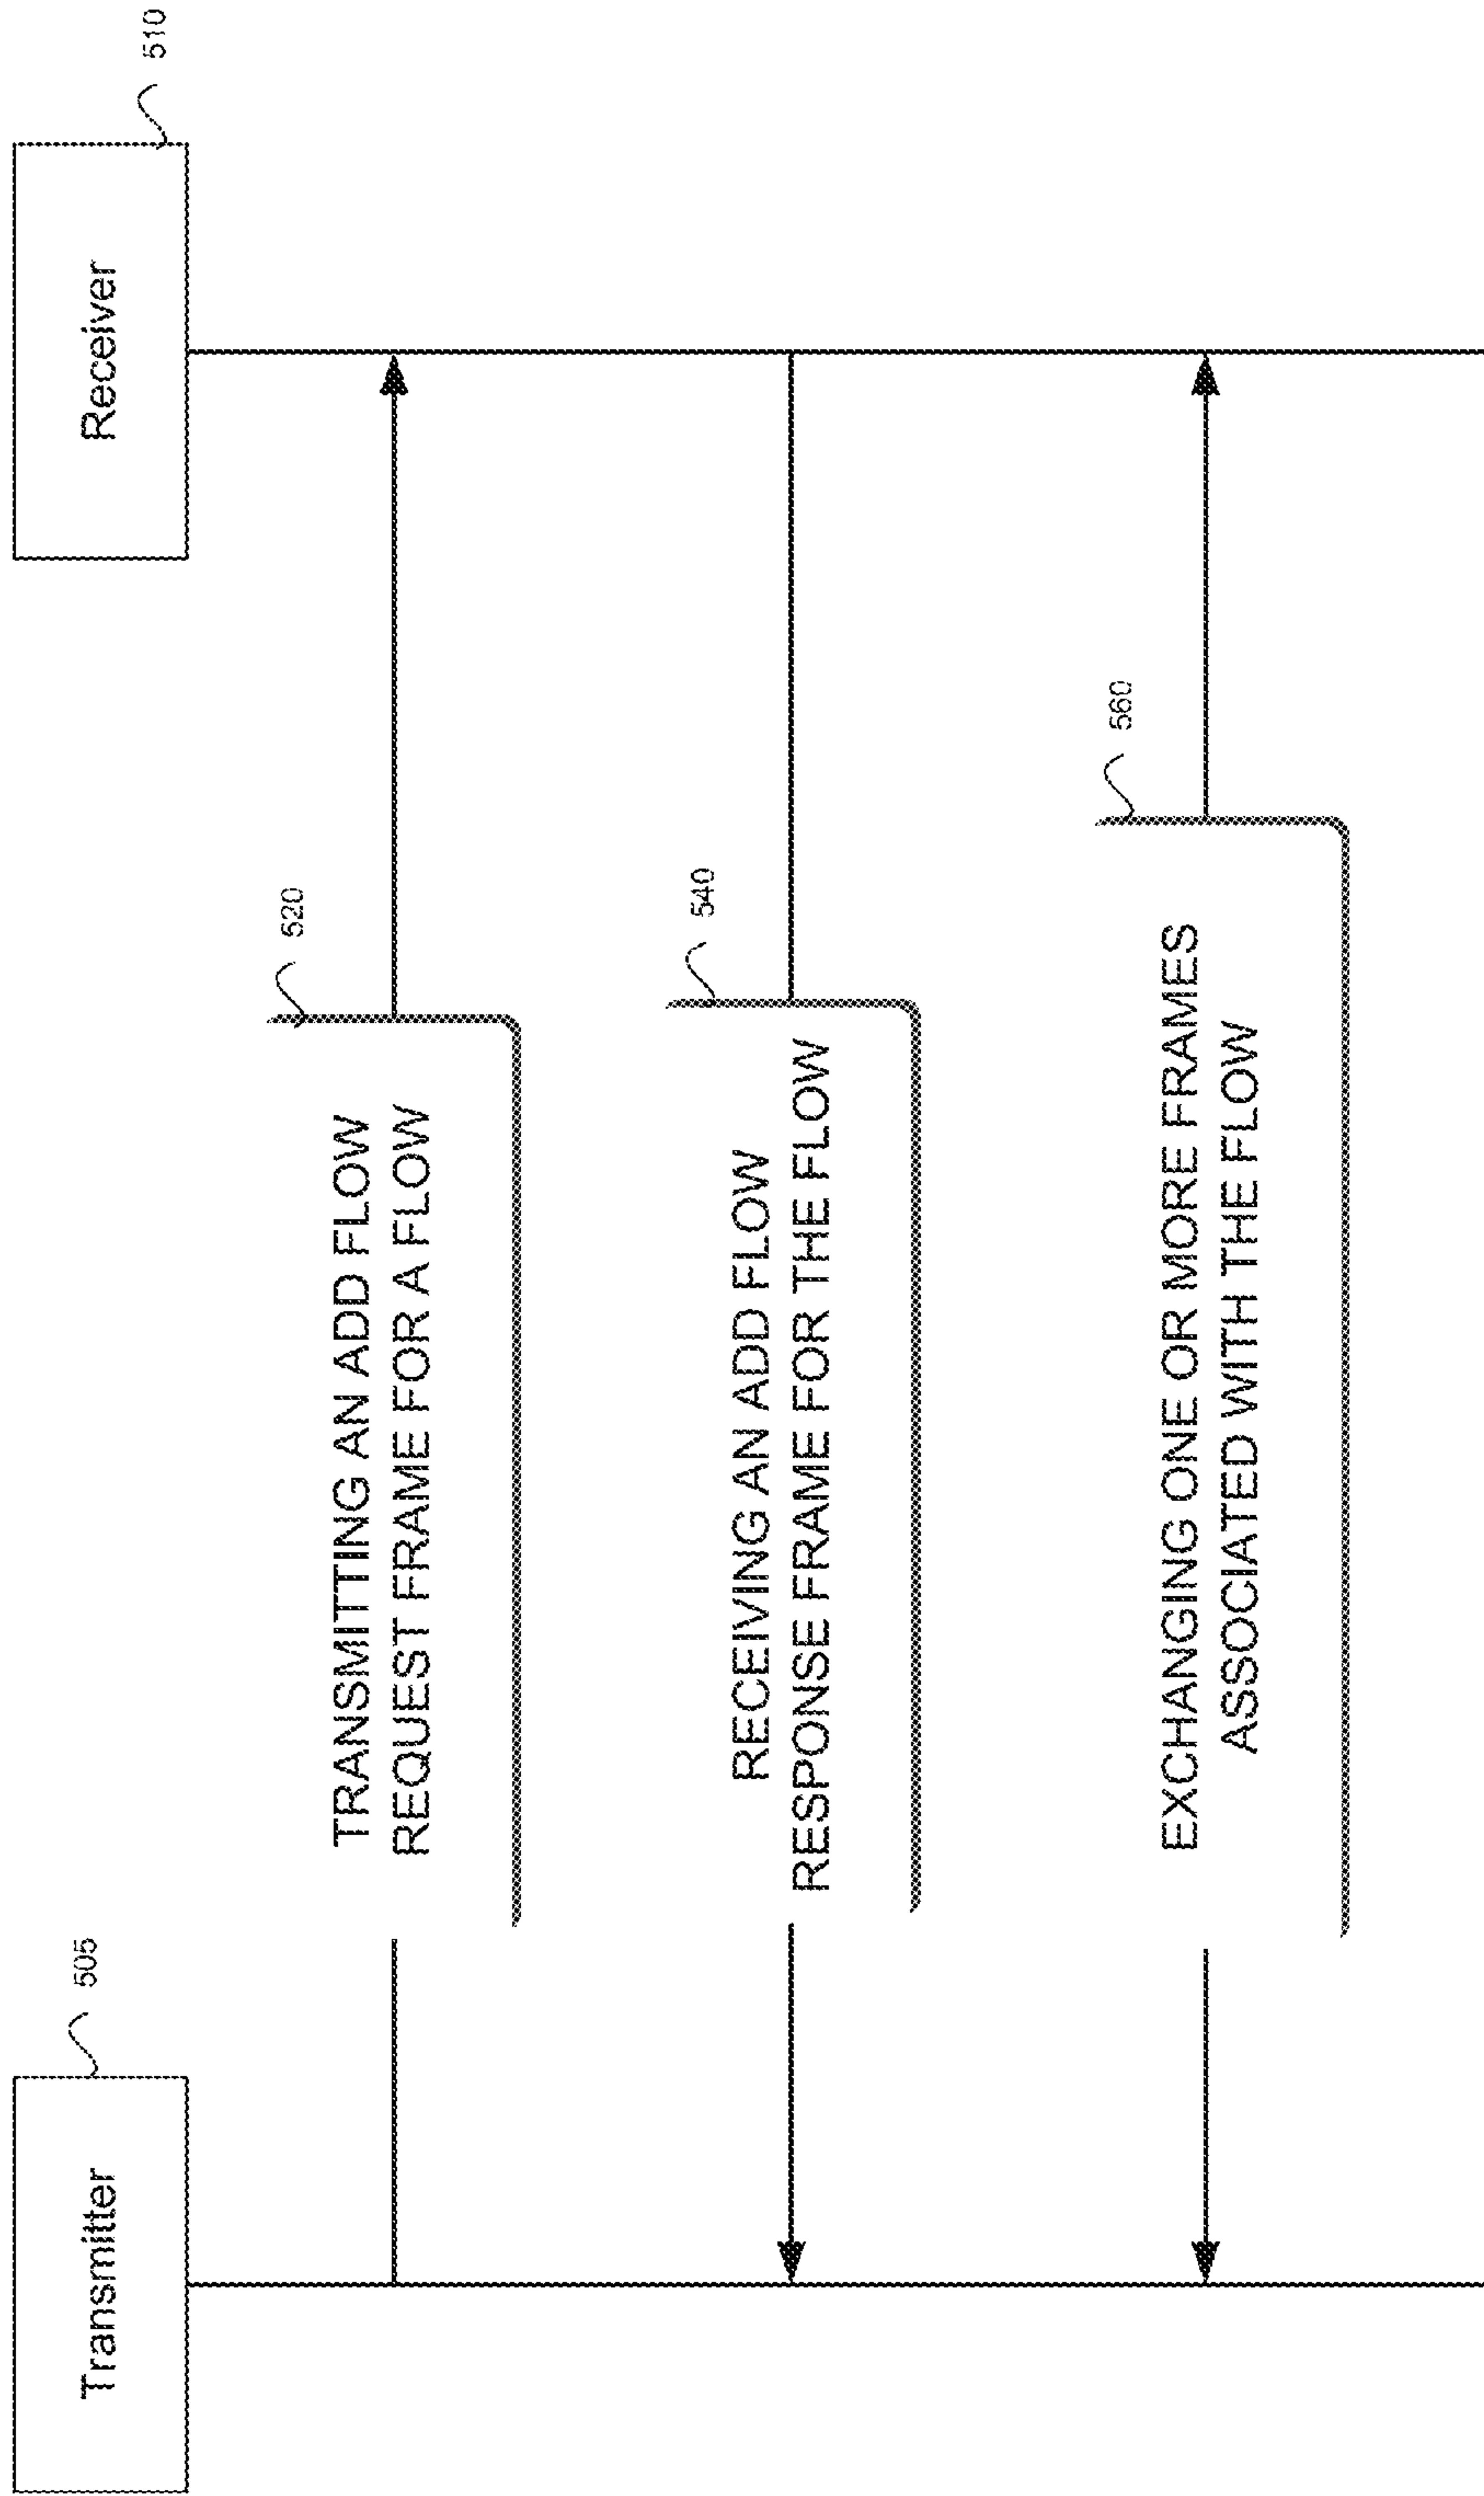 Transmitter
505
Receiver
510
TRANSMITTING AN ADD FLOW
REQUEST FRAME FOR A FLOW
520
RECEIVING AN ADD FLOW
RESPONSE FRAME FOR THE FLOW
540
EXCHANGING ONE OR MORE FRAMES
ASSOCIATED WITH THE FLOW
560